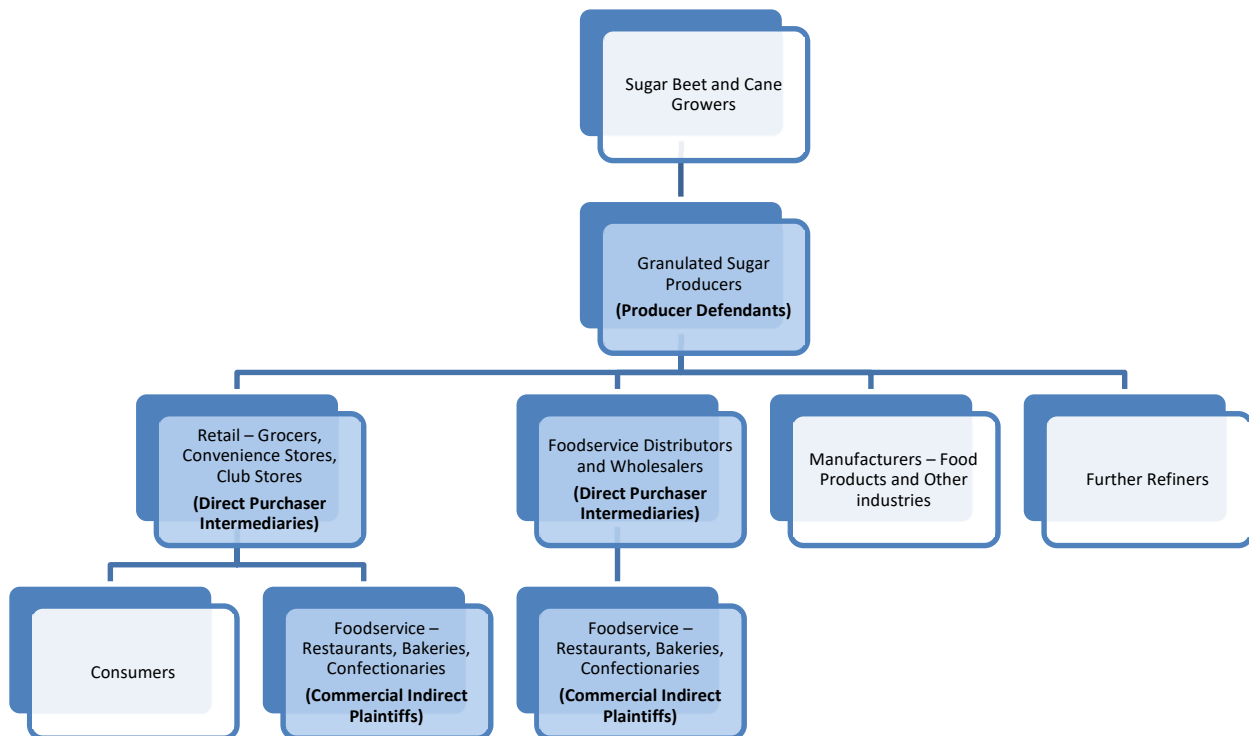 Sugar Beet and Cane
Growers
Granulated Sugar
Producers
(Producer Defendants)
Retail – Grocers,
Convenience Stores,
Club Stores
(Direct Purchaser
Intermediaries)
Foodservice Distributors
and Wholesalers
(Direct Purchaser
Intermediaries)
Manufacturers – Food
Products and Other
industries
Further Refiners
Consumers
Foodservice –
Restaurants, Bakeries,
Confectionaries
(Commercial Indirect
Plaintiffs)
Foodservice –
Restaurants, Bakeries,
Confectionaries
(Commercial Indirect
Plaintiffs)